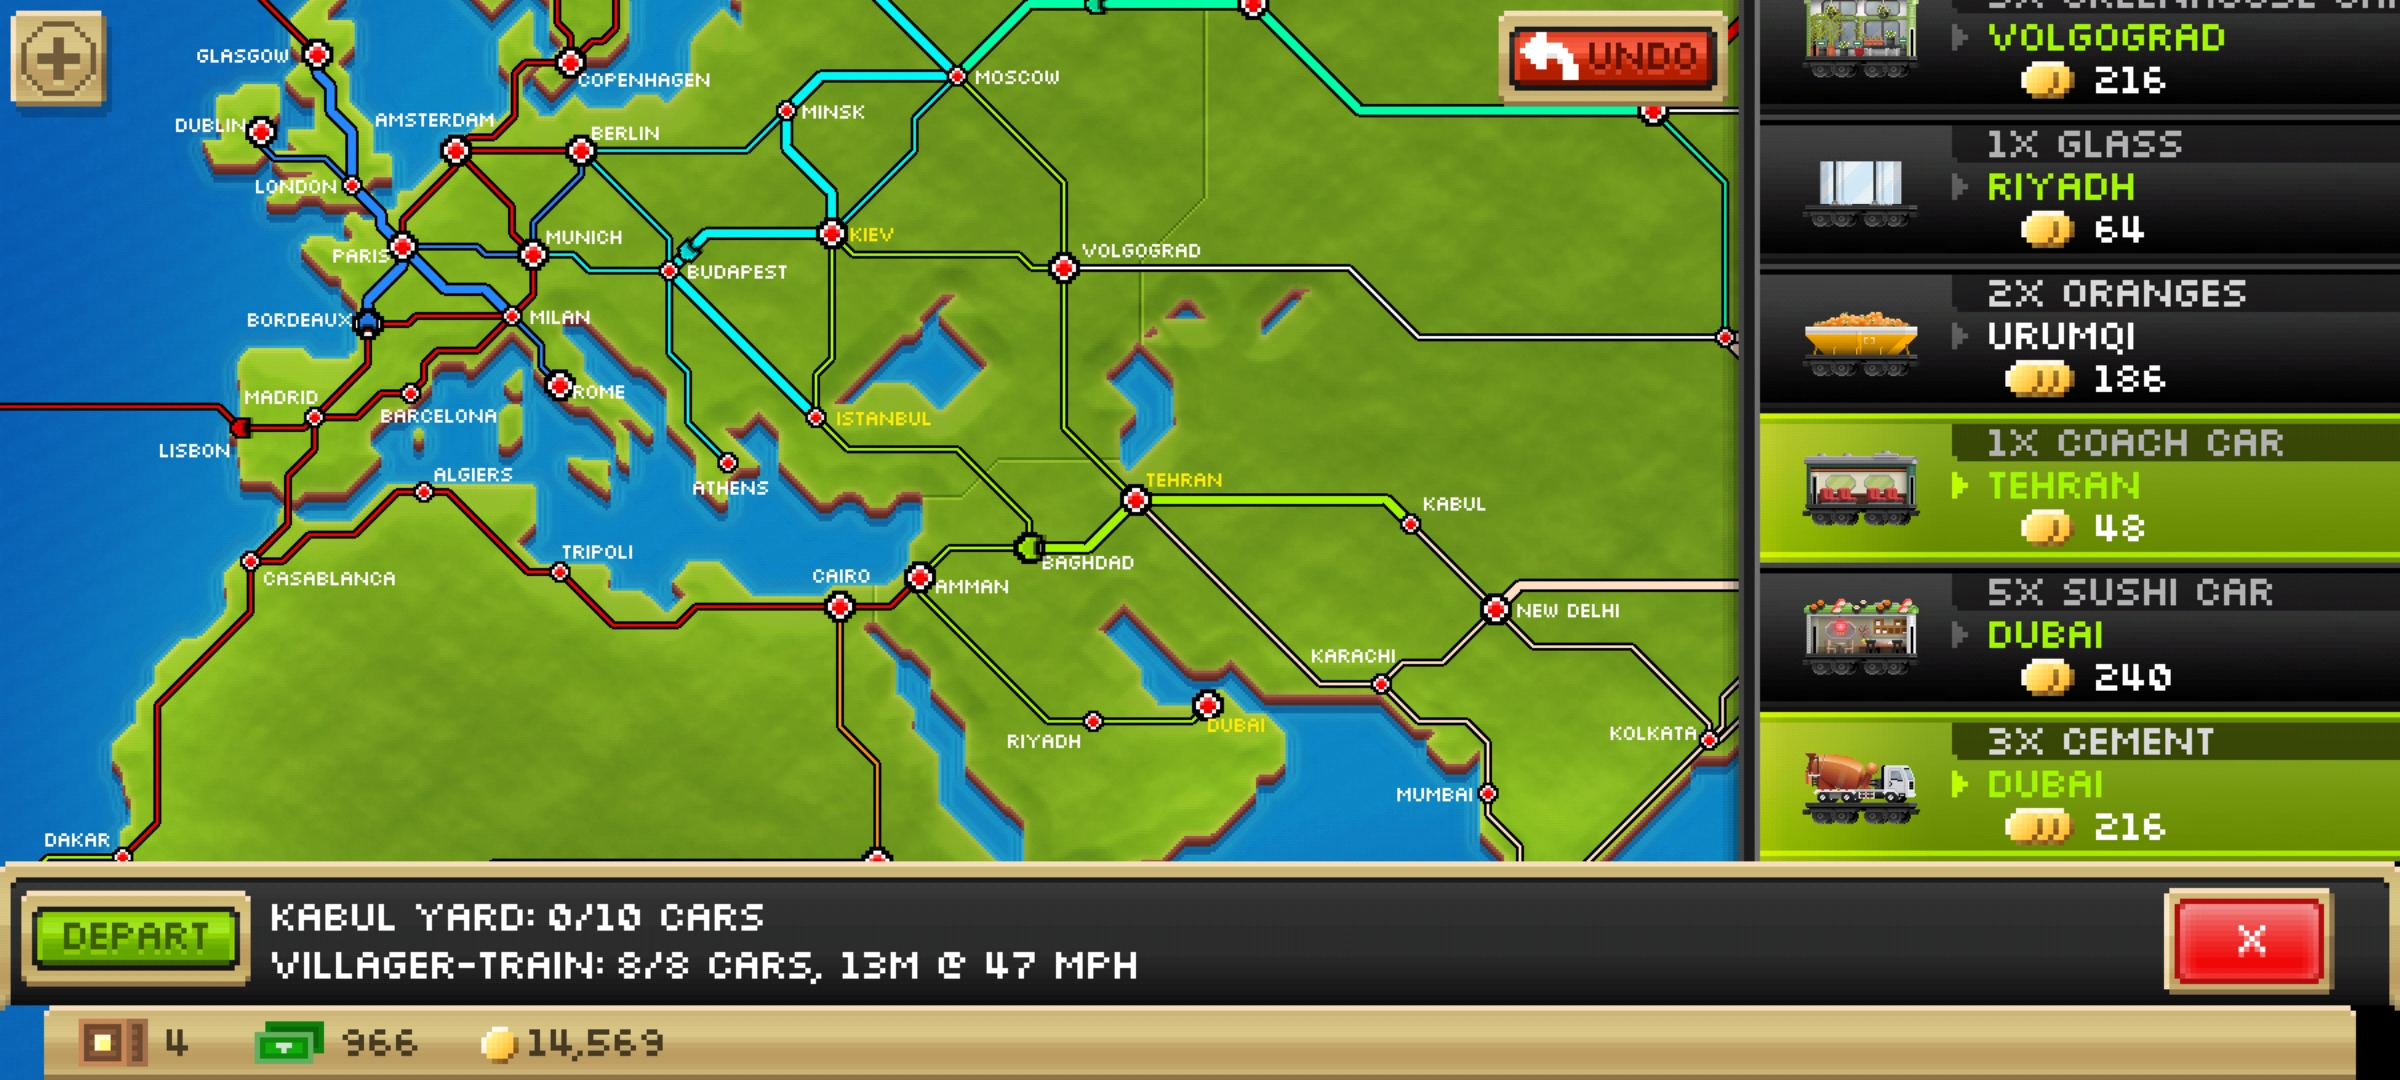 GLASGOW
COPENHAGEN
DUBLIN
AMSTERDAM
BERLIN
MINSK
MOSCOW
LONDON
PARIS
MUNICH
KIEV
BUDAPEST
VOLGOGRAD
BORDEAUX
MILAN
MADRID
BARCELONA
ROME
ISTANBUL
LISBON
ATHENS
ALGIERS
TEHRAN
KABUL
CASABLANCA
TRIPOLI
CAIRO
AMMAN
BAGHDAD
NEW DELHI
KARACHI
RIYADH
DUBAI
KOLKATA
MUMBAI
DAKAR
UNDO
VOLGOGRAD
216
1X GLASS
RIYADH
64
2X ORANGES
URUMQI
186
1X COACH CAR
TEHRAN
48
5X SUSHI CAR
DUBAI
240
3X CEMENT
DUBAI
216
DEPART
KABUL YARD: 0/10 CARS
VILLAGER-TRAIN: 8/8 CARS, 13M @ 47 MPH
X
4
966
14,569